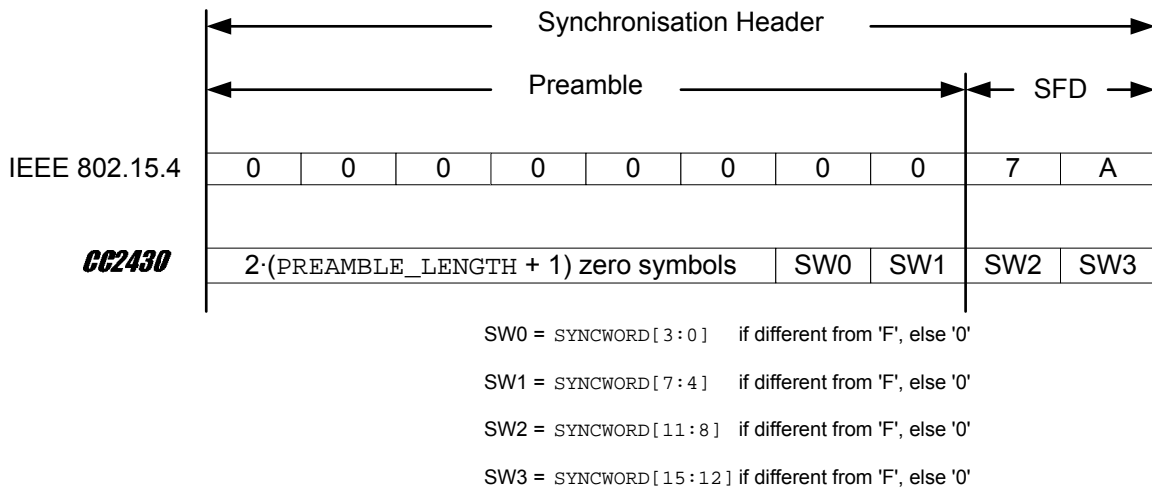 Synchronisation Header
Preamble SFD
IEEE 802.15.4 0 0 0 0 0 0 0 0 7 A
CC2430 2·(PREAMBLE_LENGTH + 1) zero symbols SW0 SW1 SW2 SW3
SW0 = SYNCWORD[3:0] if different from 'F', else '0'
SW1 = SYNCWORD[7:4] if different from 'F', else '0'
SW2 = SYNCWORD[11:8] if different from 'F', else '0'
SW3 = SYNCWORD[15:12] if different from 'F', else '0'